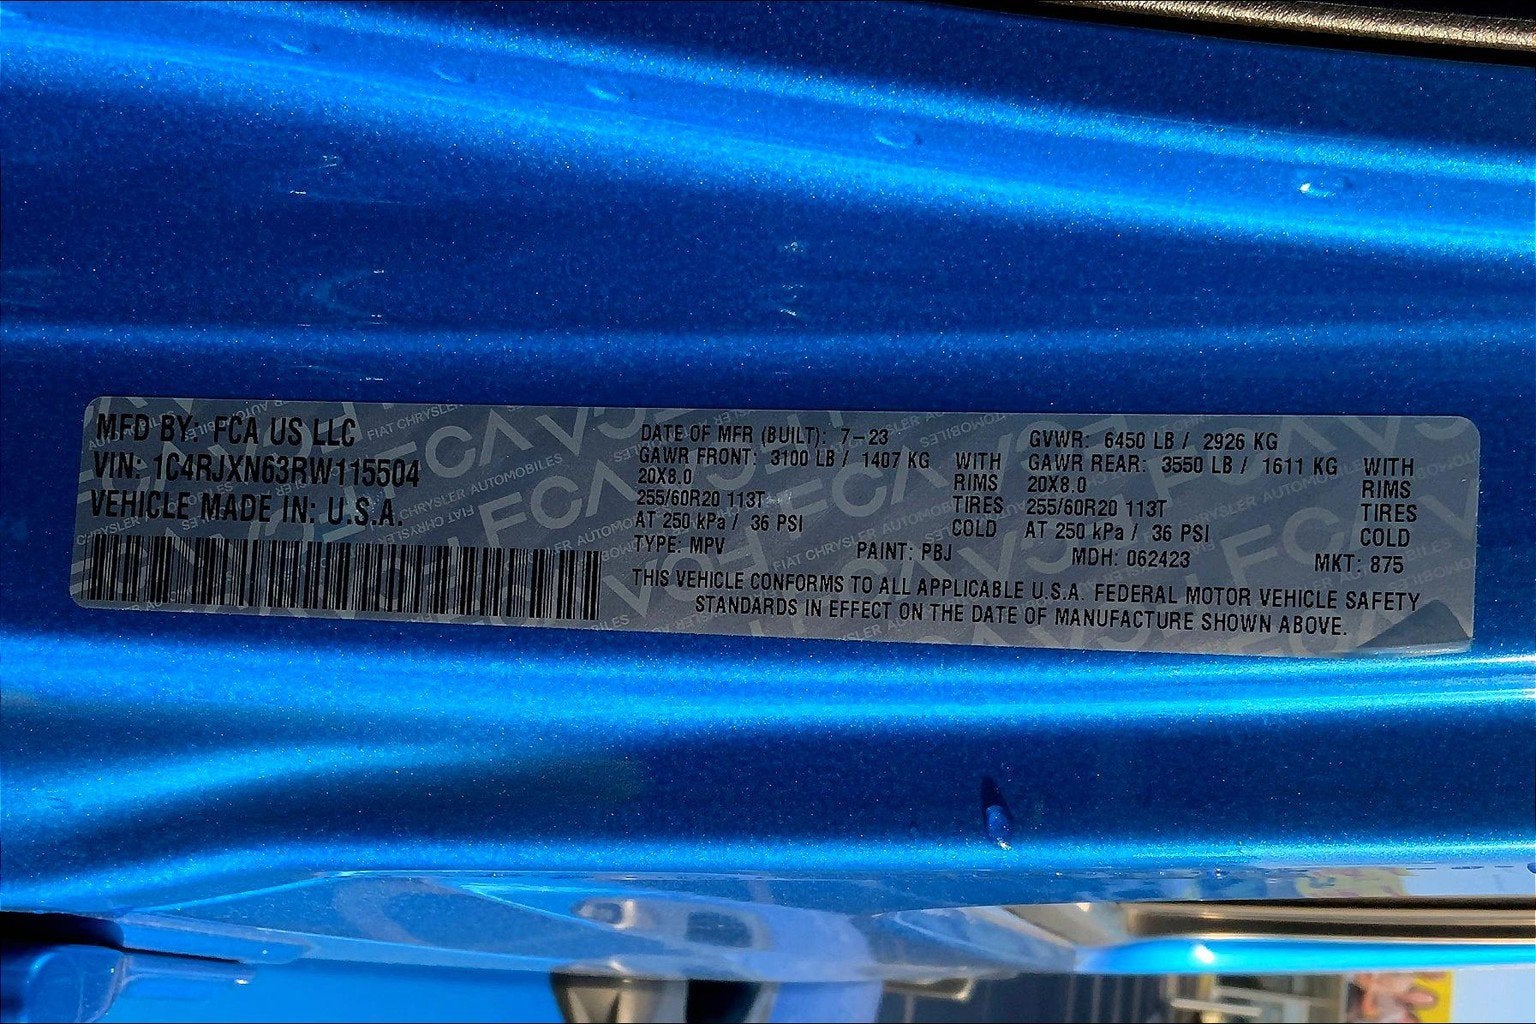 MFD BY: FCA US LLC
VIN: 1C4RJXN63RW115504
VEHICLE MADE IN: U.S.A.
DATE OF MFR (BUILT): 7-23
GAWR FRONT: 3100 LB / 1407 KG WITH
20X8.0 RIMS
255/60R20 113T TIRES
AT 250 kPa / 36 PSI COLD
GVWR: 6450 LB / 2926 KG
GAWR REAR: 3550 LB / 1611 KG WITH
20X8.0 RIMS
255/60R20 113T TIRES
AT 250 kPa / 36 PSI COLD
TYPE: MPV PAINT: PBJ MDH: 062423 MKT: 875
THIS VEHICLE CONFORMS TO ALL APPLICABLE U.S.A. FEDERAL MOTOR VEHICLE SAFETY
STANDARDS IN EFFECT ON THE DATE OF MANUFACTURE SHOWN ABOVE.